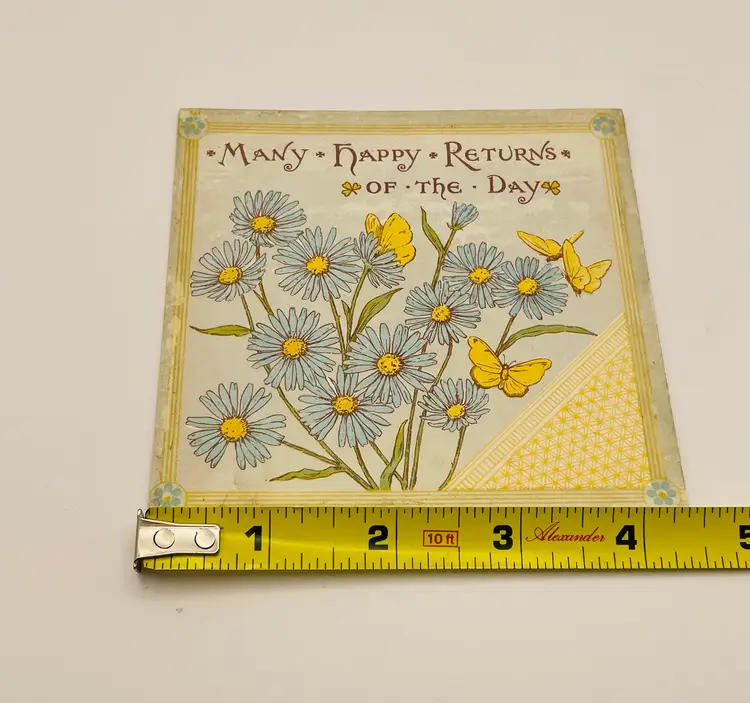 Many Happy Returns
of · the · Day
1 2 10 ft 3 Alexander 4 5